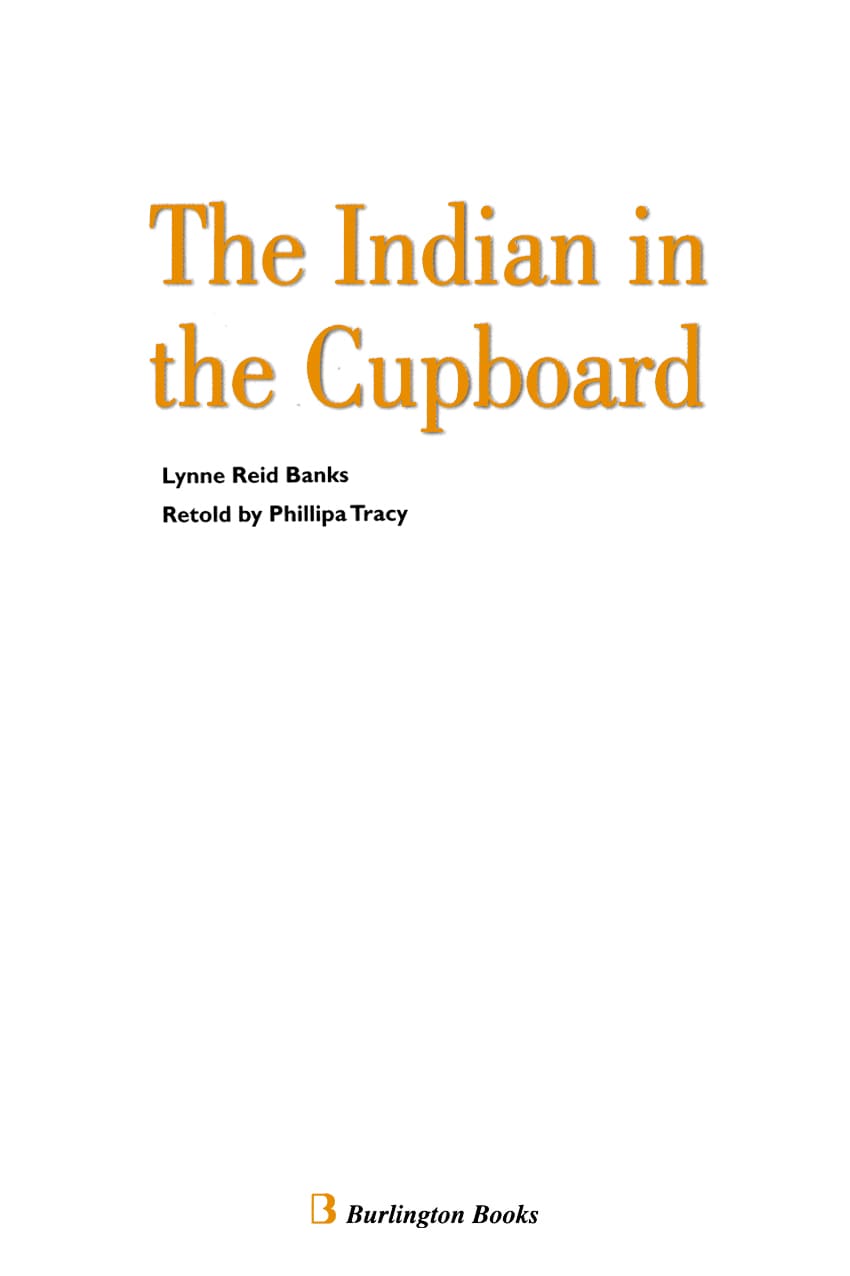 The Indian in
the Cupboard
Lynne Reid Banks
Retold by Phillipa Tracy
B Burlington Books